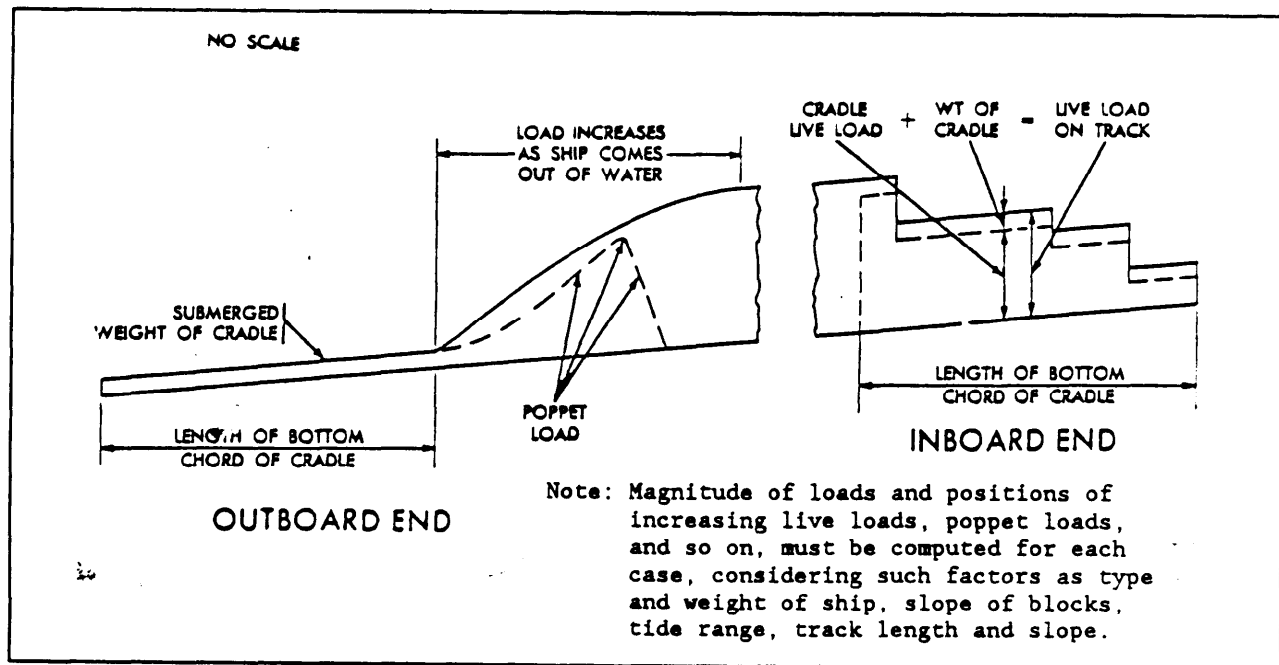 NO SCALE
LOAD INCREASES
AS SHIP COMES
OUT OF WATER
CRADLE
LIVE LOAD
+
WT OF
CRADLE
=
LIVE LOAD
ON TRACK
SUBMERGED
WEIGHT OF CRADLE
POPPET
LOAD
LENGTH OF BOTTOM
CHORD OF CRADLE
OUTBOARD END
LENGTH OF BOTTOM
CHORD OF CRADLE
INBOARD END
Note: Magnitude of loads and positions of
increasing live loads, poppet loads,
and so on, must be computed for each
case, considering such factors as type
and weight of ship, slope of blocks,
tide range, track length and slope.